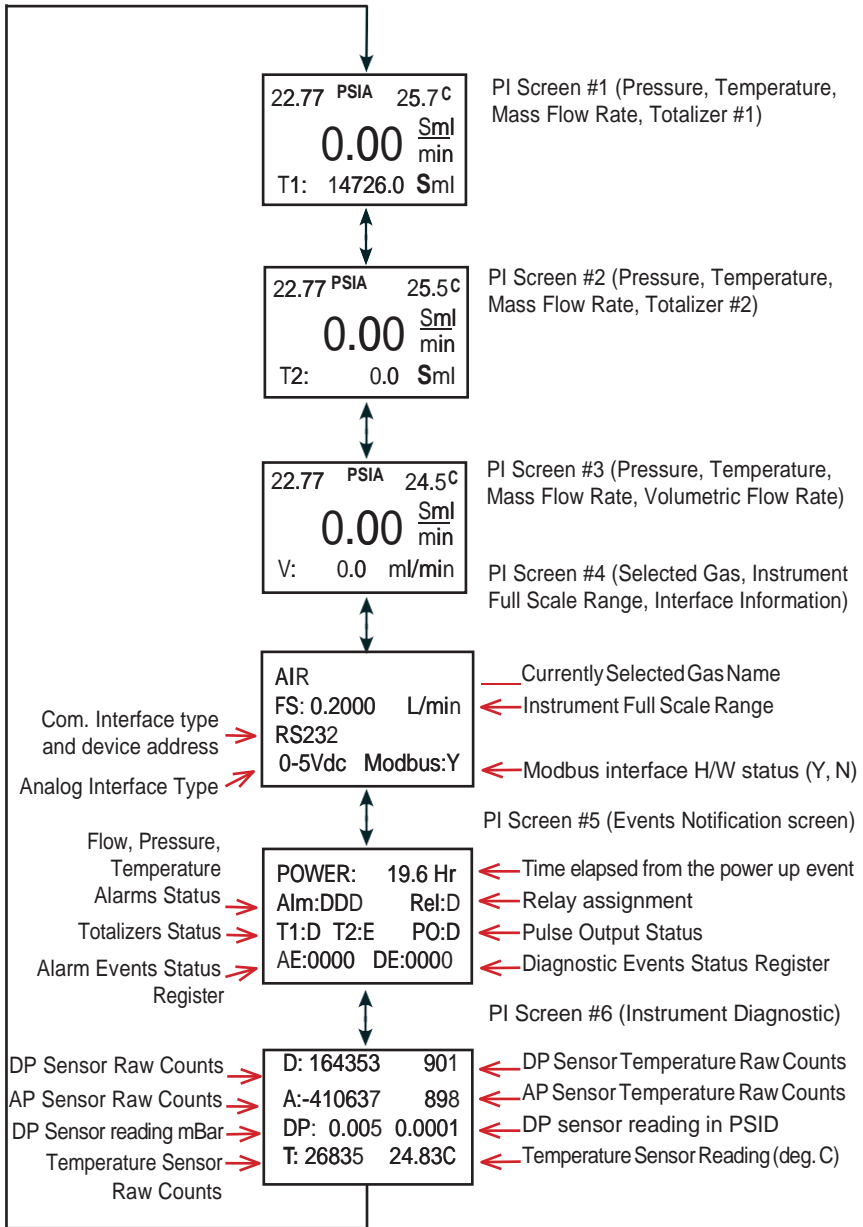 22.77 PSIA 25.7 C
0.00 Sml
min
T1: 14726.0 Sml
PI Screen #1 (Pressure, Temperature,
Mass Flow Rate, Totalizer #1)
22.77 PSIA 25.5 C
0.00 Sml
min
T2: 0.0 Sml
PI Screen #2 (Pressure, Temperature,
Mass Flow Rate, Totalizer #2)
22.77 PSIA 24.5 C
0.00 Sml
min
V: 0.0 ml/min
PI Screen #3 (Pressure, Temperature,
Mass Flow Rate, Volumetric Flow Rate)
PI Screen #4 (Selected Gas, Instrument
Full Scale Range, Interface Information)
AIR
FS: 0.2000 L/min
RS232
0-5Vdc Modbus:Y
Com. Interface type
and device address
Analog Interface Type
Currently Selected Gas Name
Instrument Full Scale Range
Modbus interface H/W status (Y, N)
PI Screen #5 (Events Notification screen)
Flow, Pressure,
Temperature
Alarms Status
Totalizers Status
Alarm Events Status
Register
POWER: 19.6 Hr
Alm:DDD Rel:D
T1:D T2:E PO:D
AE:0000 DE:0000
Time elapsed from the power up event
Relay assignment
Pulse Output Status
Diagnostic Events Status Register
PI Screen #6 (Instrument Diagnostic)
DP Sensor Raw Counts
AP Sensor Raw Counts
DP Sensor reading mBar
Temperature Sensor
Raw Counts
D: 164353 901
A:-410637 898
DP: 0.005 0.0001
T: 26835 24.83C
DP Sensor Temperature Raw Counts
AP Sensor Temperature Raw Counts
DP sensor reading in PSID
Temperature Sensor Reading (deg. C)